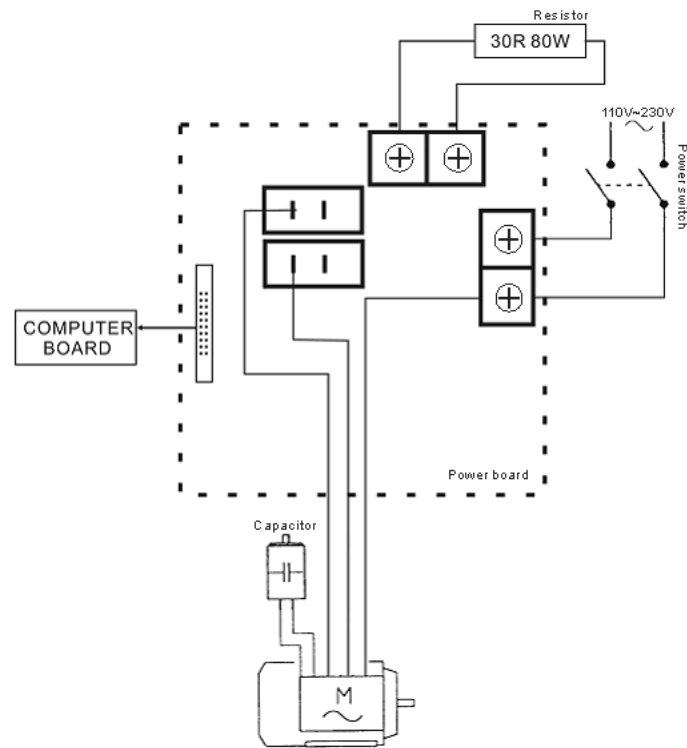 Resistor
30R 80W
110V~230V
Power switch
COMPUTER
BOARD
Power board
Capacitor
M